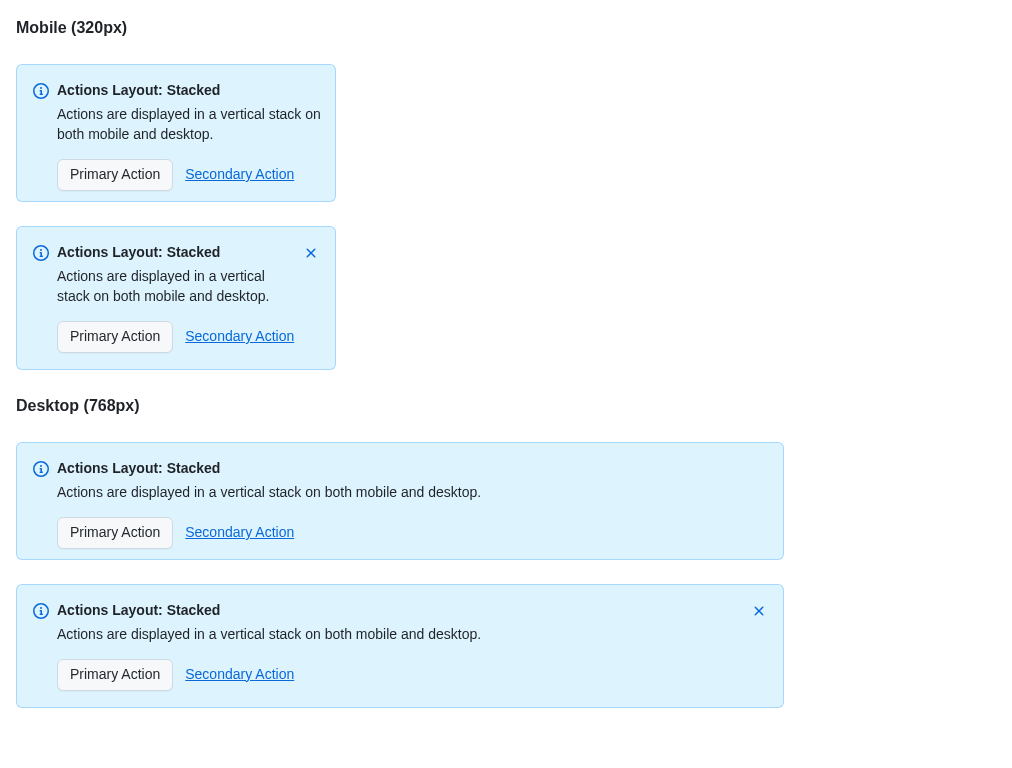 Mobile (320px)
Actions Layout: Stacked
Actions are displayed in a vertical stack on
both mobile and desktop.
Primary Action Secondary Action
Actions Layout: Stacked
Actions are displayed in a vertical
stack on both mobile and desktop.
Primary Action Secondary Action
Desktop (768px)
Actions Layout: Stacked
Actions are displayed in a vertical stack on both mobile and desktop.
Primary Action Secondary Action
Actions Layout: Stacked
Actions are displayed in a vertical stack on both mobile and desktop.
Primary Action Secondary Action